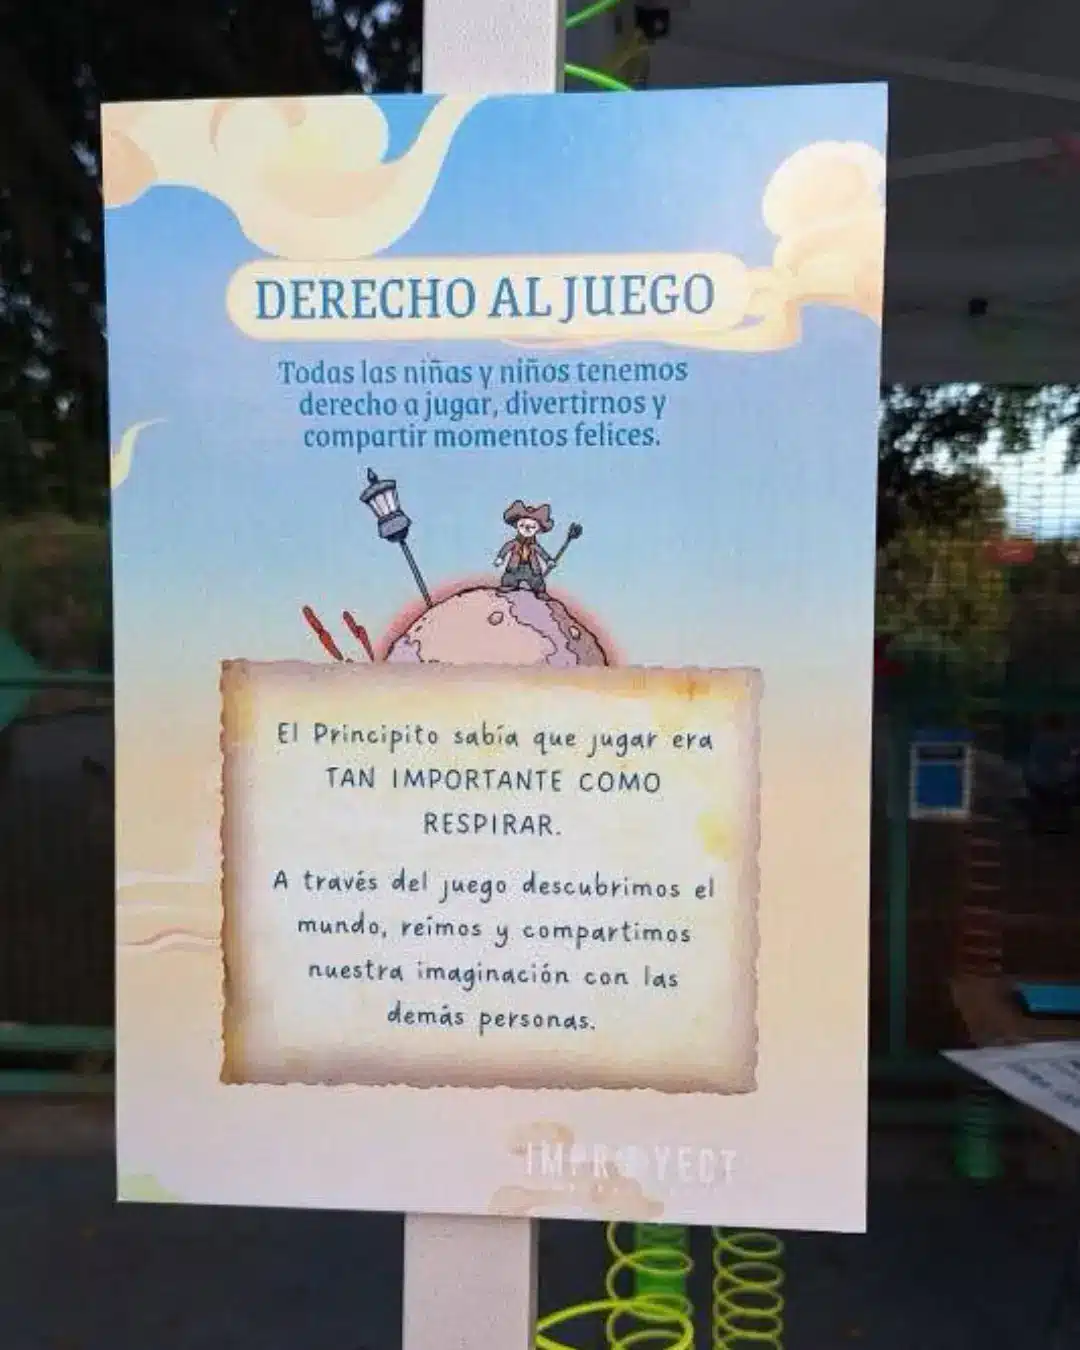 DERECHO AL JUEGO
Todas las niñas y niños tenemos
derecho a jugar, divertirnos y
compartir momentos felices.
El Principito sabía que jugar era
TAN IMPORTANTE COMO
RESPIRAR.
A través del juego descubrimos el
mundo, reímos y compartimos
nuestra imaginación con las
demás personas.